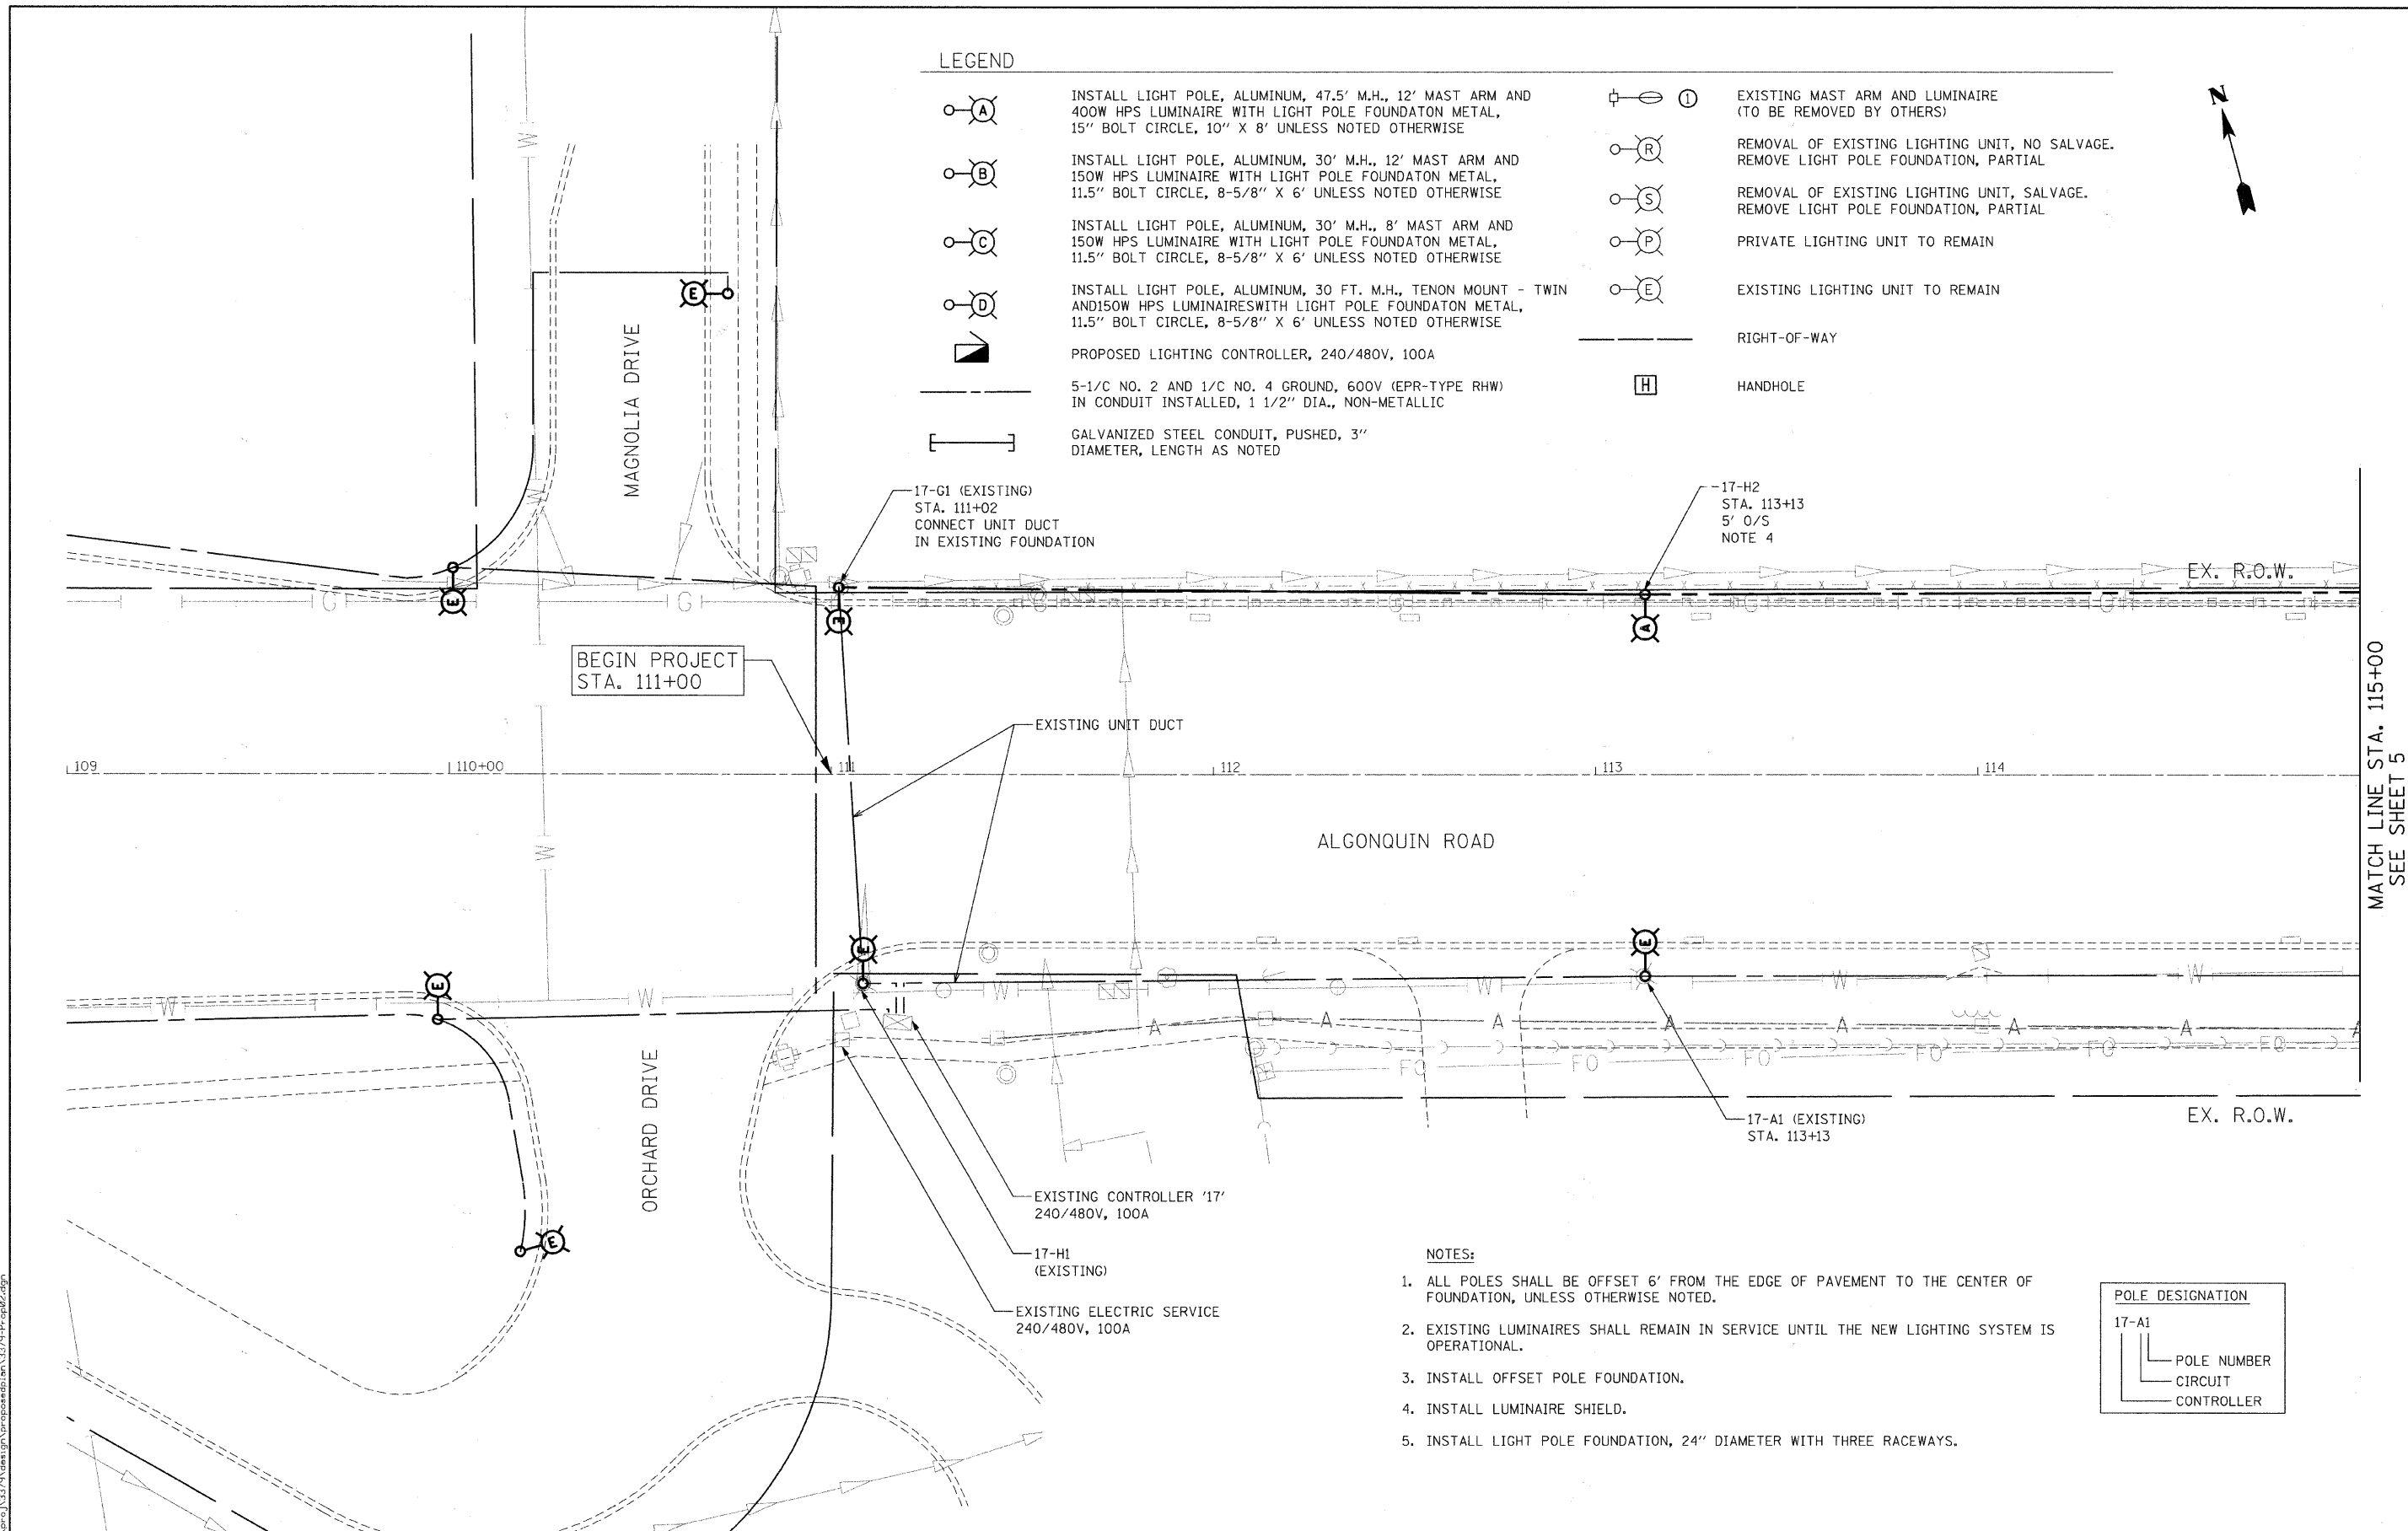 LEGEND
A
INSTALL LIGHT POLE, ALUMINUM, 47.5' M.H., 12' MAST ARM AND
400W HPS LUMINAIRE WITH LIGHT POLE FOUNDATON METAL,
15" BOLT CIRCLE, 10" X 8' UNLESS NOTED OTHERWISE
B
INSTALL LIGHT POLE, ALUMINUM, 30' M.H., 12' MAST ARM AND
150W HPS LUMINAIRE WITH LIGHT POLE FOUNDATON METAL,
11.5" BOLT CIRCLE, 8-5/8" X 6' UNLESS NOTED OTHERWISE
C
INSTALL LIGHT POLE, ALUMINUM, 30' M.H., 8' MAST ARM AND
150W HPS LUMINAIRE WITH LIGHT POLE FOUNDATON METAL,
11.5" BOLT CIRCLE, 8-5/8" X 6' UNLESS NOTED OTHERWISE
D
INSTALL LIGHT POLE, ALUMINUM, 30 FT. M.H., TENON MOUNT - TWIN
AND150W HPS LUMINAIRESWITH LIGHT POLE FOUNDATON METAL,
11.5" BOLT CIRCLE, 8-5/8" X 6' UNLESS NOTED OTHERWISE
PROPOSED LIGHTING CONTROLLER, 240/480V, 100A
5-1/C NO. 2 AND 1/C NO. 4 GROUND, 600V (EPR-TYPE RHW)
IN CONDUIT INSTALLED, 1 1/2" DIA., NON-METALLIC
GALVANIZED STEEL CONDUIT, PUSHED, 3"
DIAMETER, LENGTH AS NOTED
1
EXISTING MAST ARM AND LUMINAIRE
(TO BE REMOVED BY OTHERS)
R
REMOVAL OF EXISTING LIGHTING UNIT, NO SALVAGE.
REMOVE LIGHT POLE FOUNDATION, PARTIAL
S
REMOVAL OF EXISTING LIGHTING UNIT, SALVAGE.
REMOVE LIGHT POLE FOUNDATION, PARTIAL
P
PRIVATE LIGHTING UNIT TO REMAIN
E
EXISTING LIGHTING UNIT TO REMAIN
RIGHT-OF-WAY
H
HANDHOLE
N
W
E
MAGNOLIA DRIVE
W
17-G1 (EXISTING)
STA. 111+02
CONNECT UNIT DUCT
IN EXISTING FOUNDATION
17-H2
STA. 113+13
5' O/S
NOTE 4
EX. R.O.W.
E
G
G
G
G
G
G
A
BEGIN PROJECT
STA. 111+00
EXISTING UNIT DUCT
109
110+00
111
112
113
114
MATCH LINE STA. 115+00
SEE SHEET 5
W
ALGONQUIN ROAD
E
E
E
W
W
W
W
W
W
A
A
A
A
A
A
A
FO
FO
FO
FO
FO
EX. R.O.W.
17-A1 (EXISTING)
STA. 113+13
ORCHARD DRIVE
E
EXISTING CONTROLLER '17'
240/480V, 100A
17-H1
(EXISTING)
EXISTING ELECTRIC SERVICE
240/480V, 100A
NOTES:
1. ALL POLES SHALL BE OFFSET 6' FROM THE EDGE OF PAVEMENT TO THE CENTER OF
FOUNDATION, UNLESS OTHERWISE NOTED.
2. EXISTING LUMINAIRES SHALL REMAIN IN SERVICE UNTIL THE NEW LIGHTING SYSTEM IS
OPERATIONAL.
3. INSTALL OFFSET POLE FOUNDATION.
4. INSTALL LUMINAIRE SHIELD.
5. INSTALL LIGHT POLE FOUNDATION, 24" DIAMETER WITH THREE RACEWAYS.
POLE DESIGNATION
17-A1
POLE NUMBER
CIRCUIT
CONTROLLER